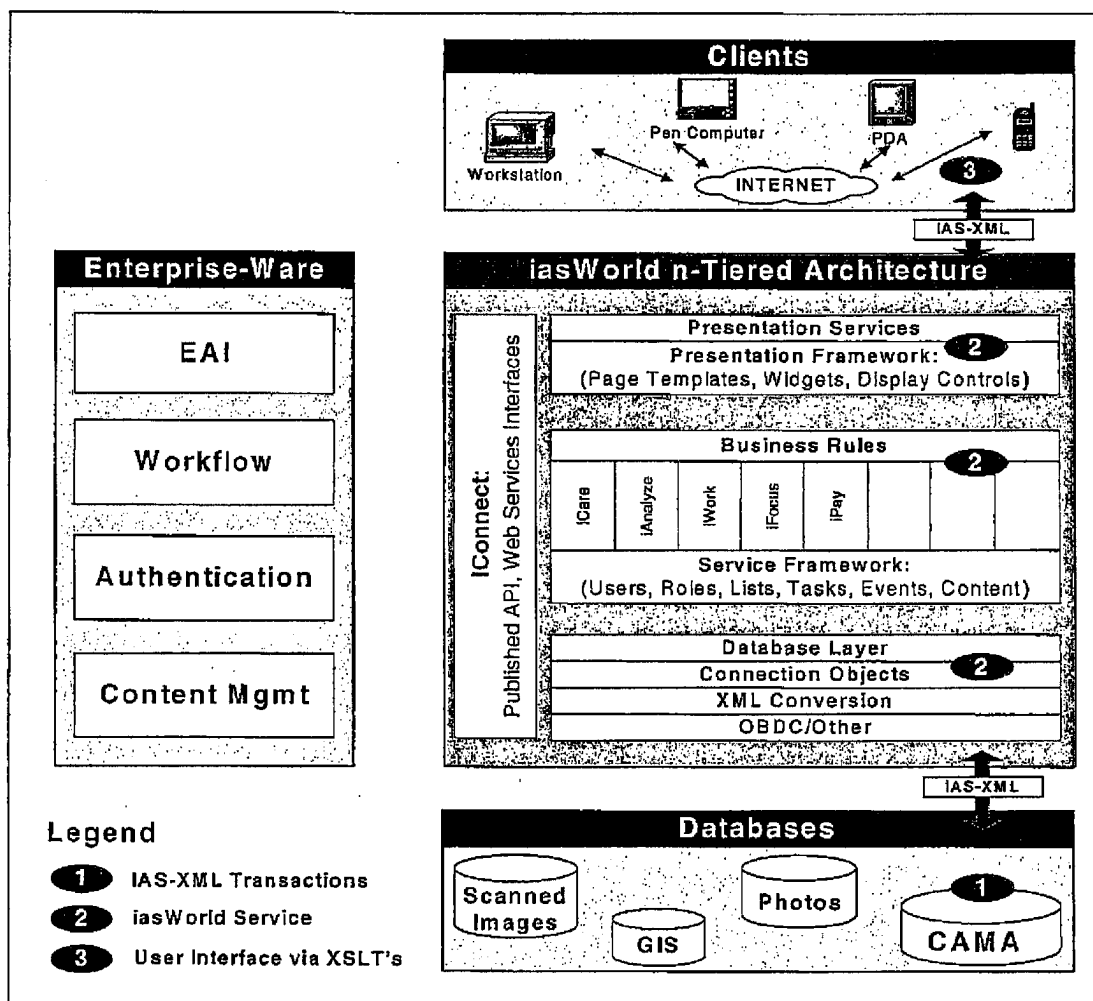 Clients
Workstation
Pen Computer
PDA
INTERNET
3
IAS-XML
Enterprise-Ware
EAI
Workflow
Authentication
Content Mgmt
iasWorld n-Tiered Architecture
IConnect:
Published API, Web Services Interfaces
Presentation Services
2
Presentation Framework:
(Page Templates, Widgets, Display Controls)
Business Rules
2
iCare
iAnalyze
iWork
iFocus
iPay
Service Framework:
(Users, Roles, Lists, Tasks, Events, Content)
Database Layer
2
Connection Objects
XML Conversion
OBDC/Other
IAS-XML
Databases
Scanned
Images
GIS
Photos
1
CAMA
Legend
1 IAS-XML Transactions
2 iasWorld Service
3 User Interface via XSLT's